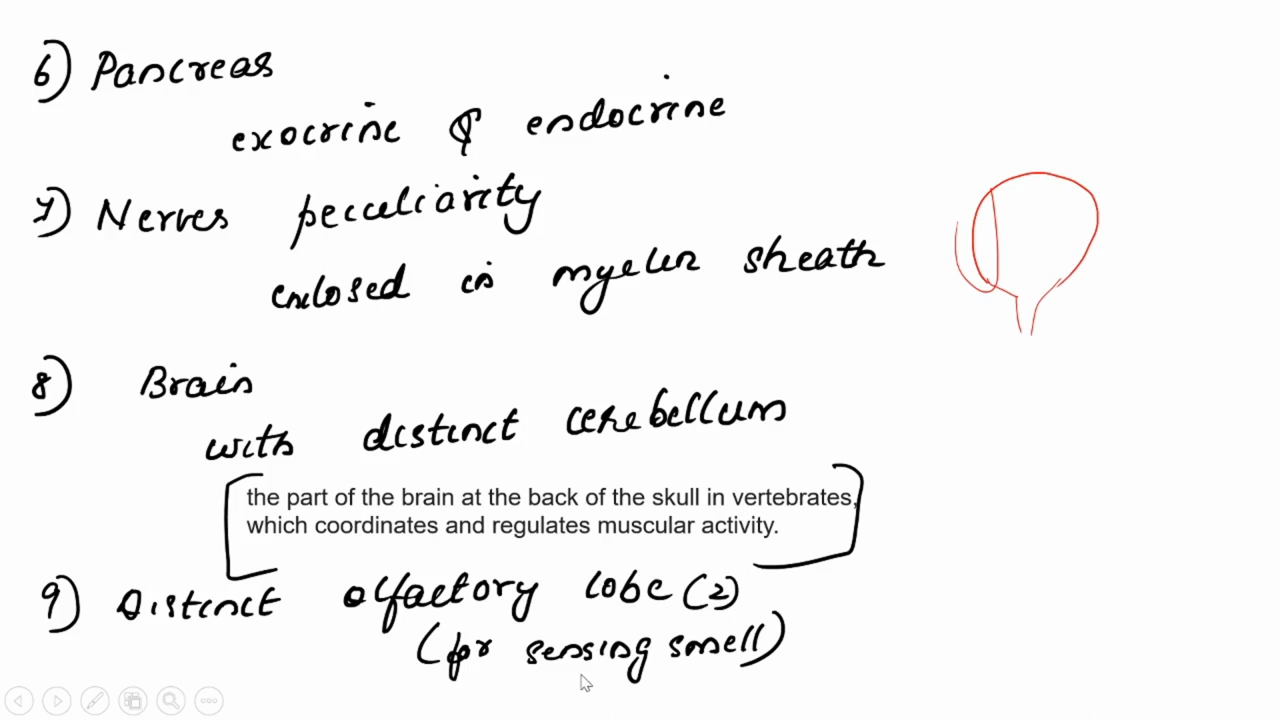 6) Pancreas
exocrine & endocrine
7) Nerves peculiarity
enclosed in myelin sheath
8) Brain
with distinct cerebellum
the part of the brain at the back of the skull in vertebrates,
which coordinates and regulates muscular activity.
9) Distinct olfactory lobe (2)
(for sensing smell)